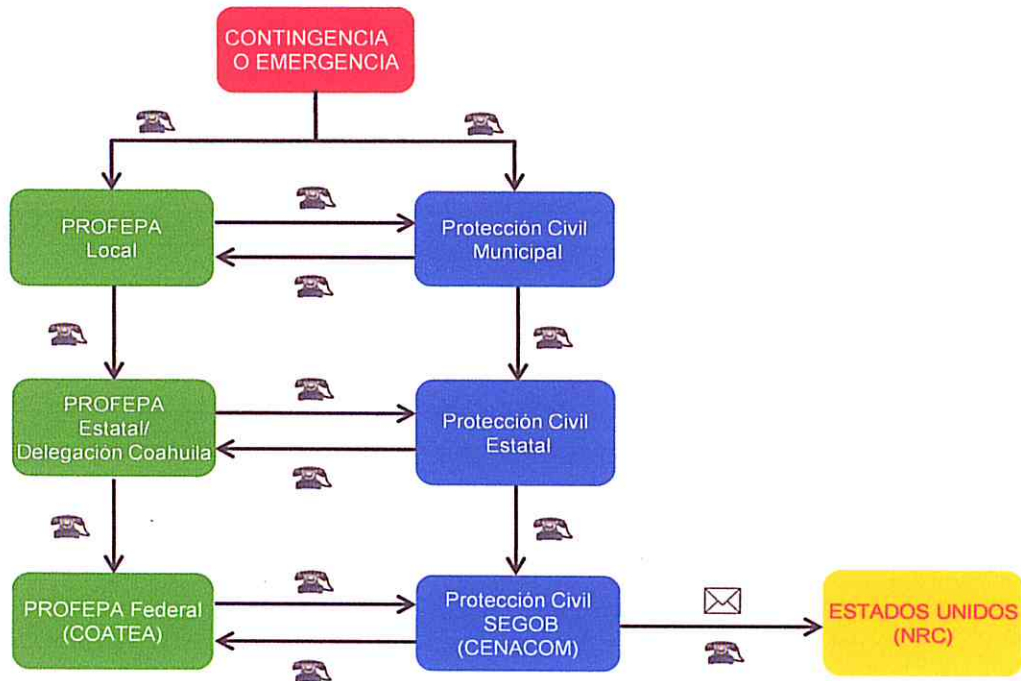 CONTINGENCIA
O EMERGENCIA
PROFEPA
Local
Protección Civil
Municipal
PROFEPA
Estatal/
Delegación Coahuila
Protección Civil
Estatal
PROFEPA Federal
(COATEA)
Protección Civil
SEGOB
(CENACOM)
ESTADOS UNIDOS
(NRC)